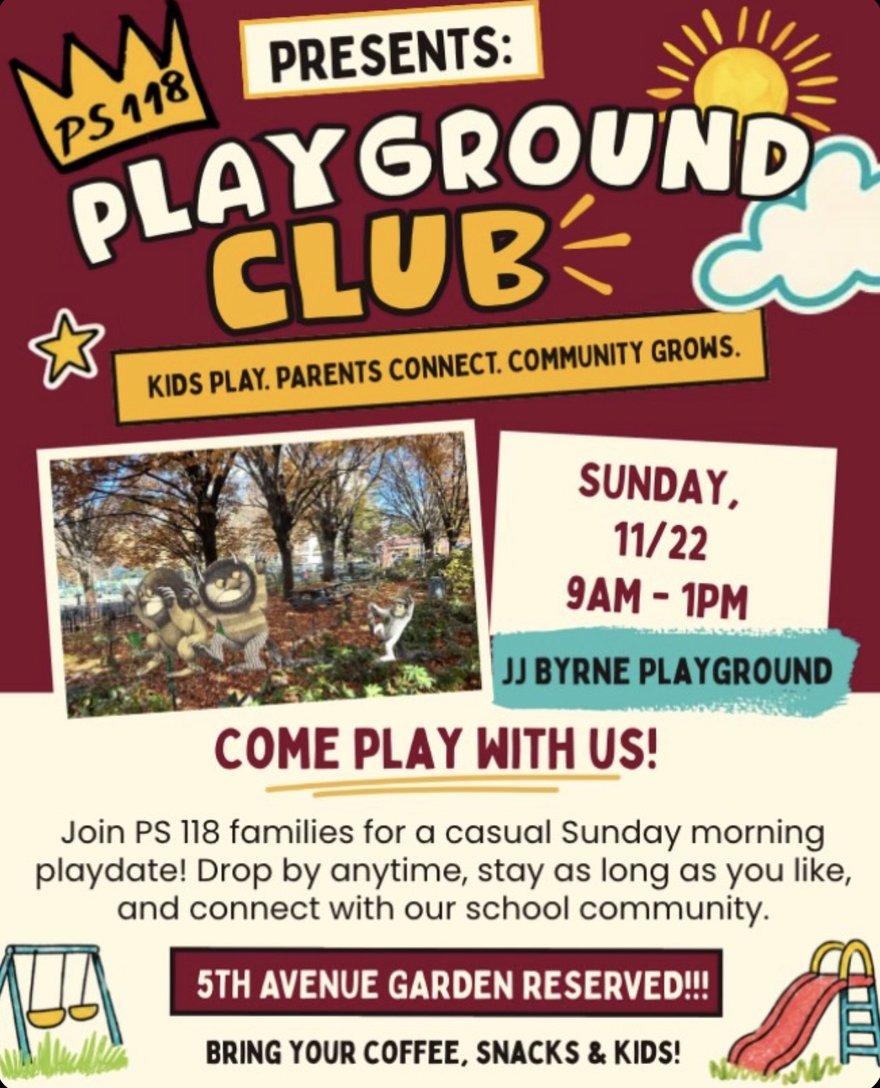 PS 118
PRESENTS:
PLAYGROUND
CLUB
KIDS PLAY. PARENTS CONNECT. COMMUNITY GROWS.
SUNDAY,
11/22
9AM - 1PM
JJ BYRNE PLAYGROUND
COME PLAY WITH US!
Join PS 118 families for a casual Sunday morning
playdate! Drop by anytime, stay as long as you like,
and connect with our school community.
5TH AVENUE GARDEN RESERVED!!!
BRING YOUR COFFEE, SNACKS & KIDS!